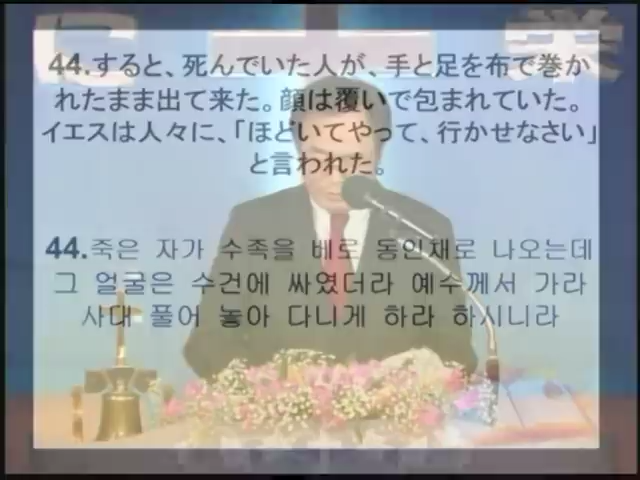 44.すると、死んでいた人が、手と足を布で巻か
れたまま出て来た。顔は覆いで包まれていた。
イエスは人々に、「ほどいてやって、行かせなさい」
と言われた。
44.죽은 자가 수족을 베로 동인채로 나오는데
그 얼굴은 수건에 싸였더라 예수께서 가라
사대 풀어 놓아 다니게 하라 하시니라